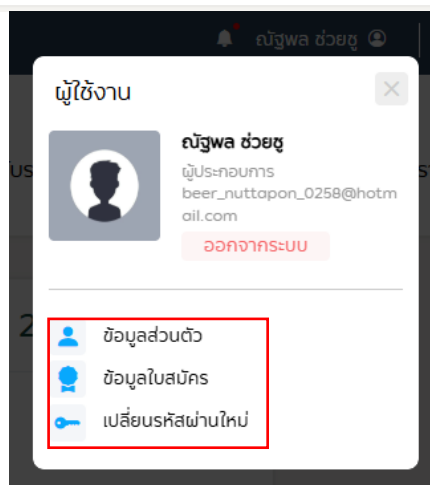 ณัฐพล ช่วยชู
ผู้ใช้งาน
ณัฐพล ช่วยชู
ผู้ประกอบการ
beer_nuttapon_0258@hotm
ail.com
ออกจากระบบ
2
ข้อมูลส่วนตัว
ข้อมูลใบสมัคร
เปลี่ยนรหัสผ่านใหม่